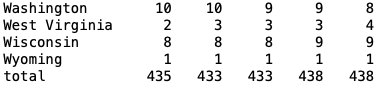 Washington 10 10 9 9 8
West Virginia 2 3 3 3 4
Wisconsin 8 8 8 9 9
Wyoming 1 1 1 1 1
total 435 433 433 438 438